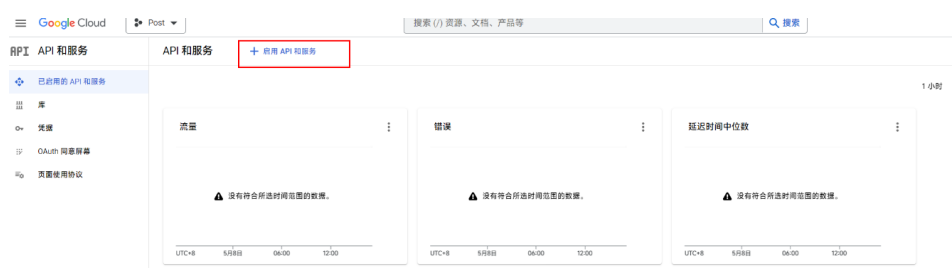 Google Cloud Post 搜索 (/) 资源、文档、产品等 搜索
API API 和服务 API 和服务 + 启用 API 和服务
已启用的 API 和服务
1 小时
库
凭据
OAuth 同意屏幕
页面使用协议
流量 错误 延迟时间中位数
没有符合所选时间范围的数据。 没有符合所选时间范围的数据。 没有符合所选时间范围的数据。
UTC+8 5月8日 06:00 12:00 UTC+8 5月8日 06:00 12:00 UTC+8 5月8日 06:00 12:00